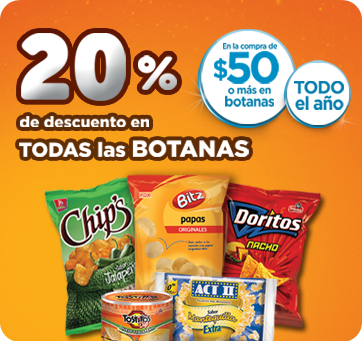 20%
de descuento en
TODAS las BOTANAS
En la compra de
$50
o más en
botanas
TODO
el año
Chip's
Jalapeño
Bitz
papas
ORIGINALES
Doritos
NACHO
TOSTITOS
ACT II
Sabor
Mantequilla
Extra